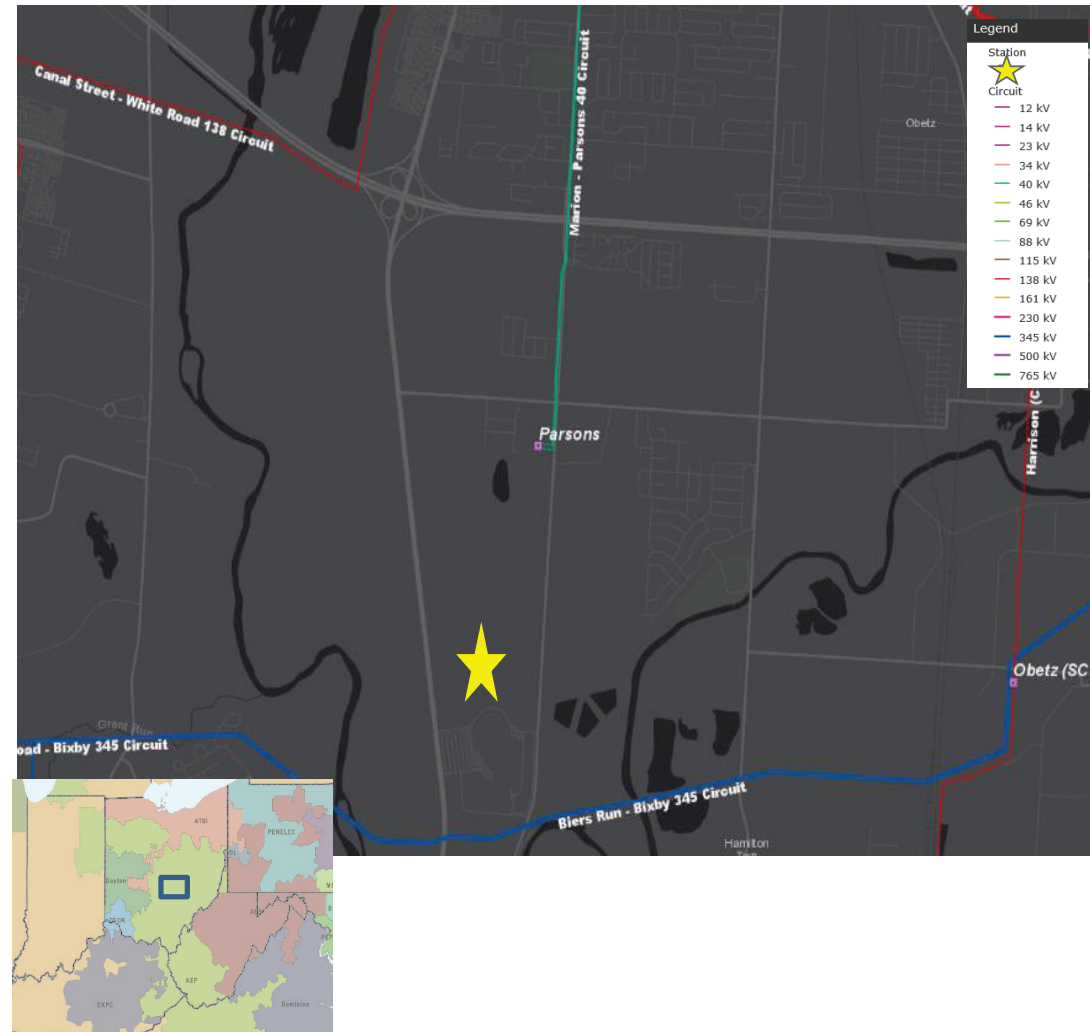 Canal Street - White Road 138 Circuit
Marion - Parsons 40 Circuit
Obetz
Legend
Station
Circuit
12 kV
14 kV
23 kV
34 kV
40 kV
46 kV
69 kV
88 kV
115 kV
138 kV
161 kV
230 kV
345 kV
500 kV
765 kV
Harrison (C
Parsons
Obetz (SC
Grant Run
oad - Bixby 345 Circuit
Biers Run - Bixby 345 Circuit
Hamilton
Twp
ATSI
PENELEC
Dayton
DEOK
AEP
EKPC
Dominion